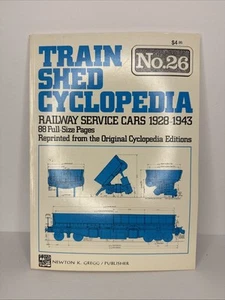 $4.95
TRAIN
SHED
No.26
CYCLOPEDIA
RAILWAY SERVICE CARS 1928-1943
88 Full-Size Pages
Reprinted from the Original Cyclopedia Editions
NEWTON K. GREGG / PUBLISHER